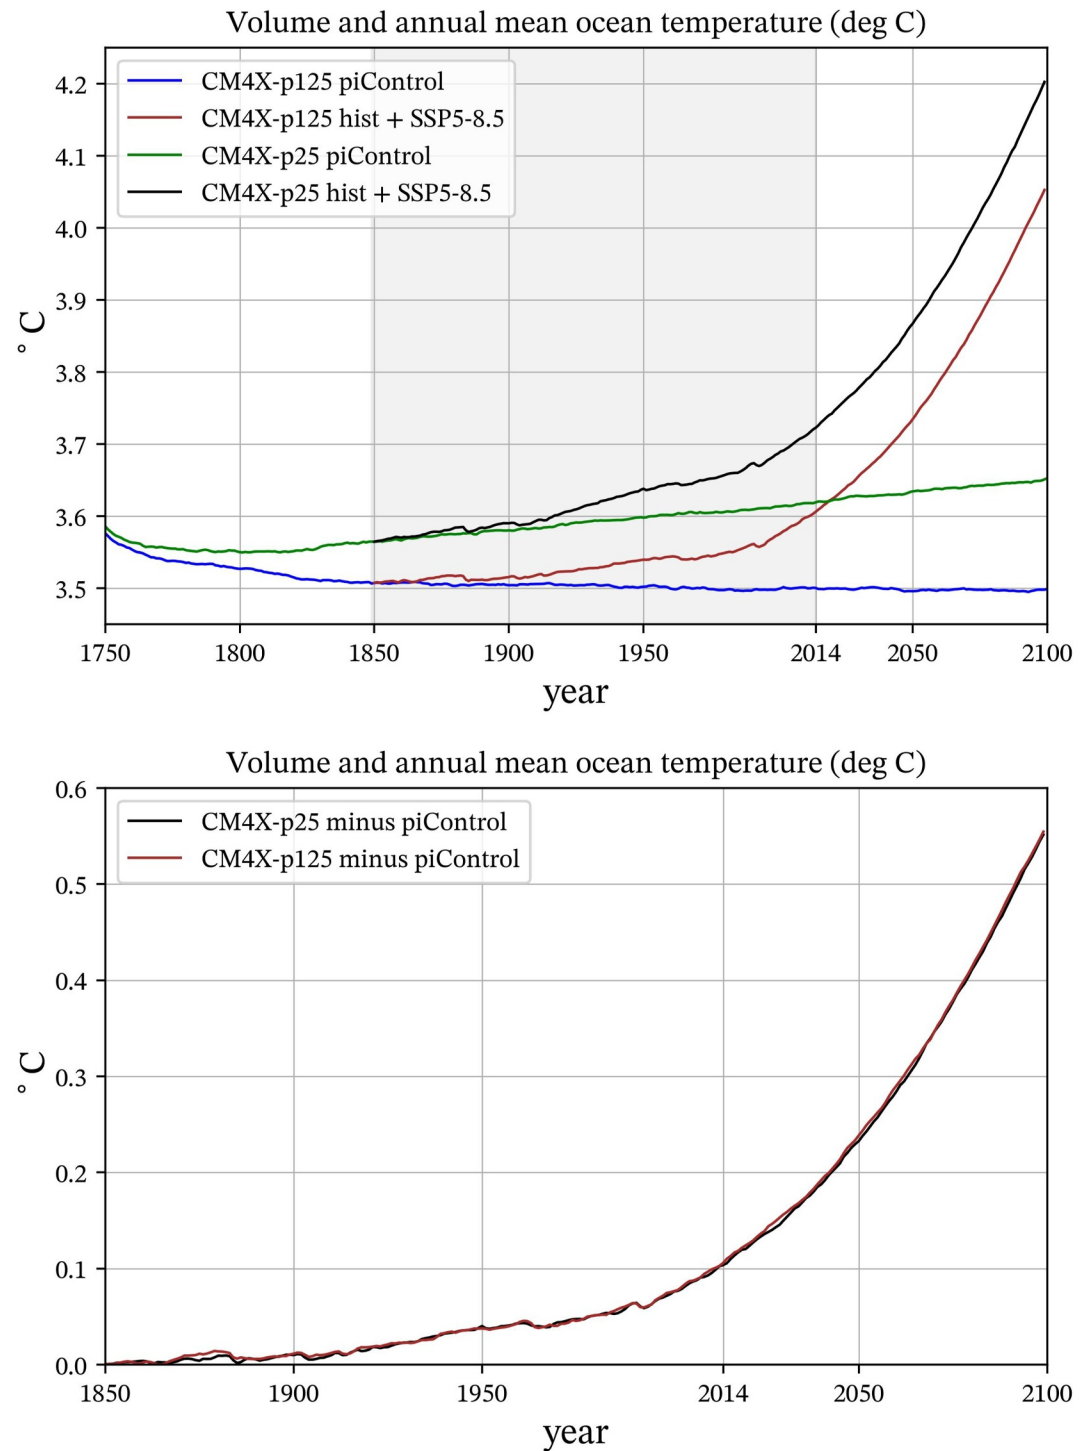 Volume and annual mean ocean temperature (deg C)
CM4X-p125 piControl
CM4X-p125 hist + SSP5-8.5
CM4X-p25 piControl
CM4X-p25 hist + SSP5-8.5
4.2
4.1
4.0
3.9
3.8
3.7
3.6
3.5
° C
1750 1800 1850 1900 1950 2014 2050 2100
year
Volume and annual mean ocean temperature (deg C)
CM4X-p25 minus piControl
CM4X-p125 minus piControl
0.6
0.5
0.4
0.3
0.2
0.1
0.0
° C
1850 1900 1950 2014 2050 2100
year